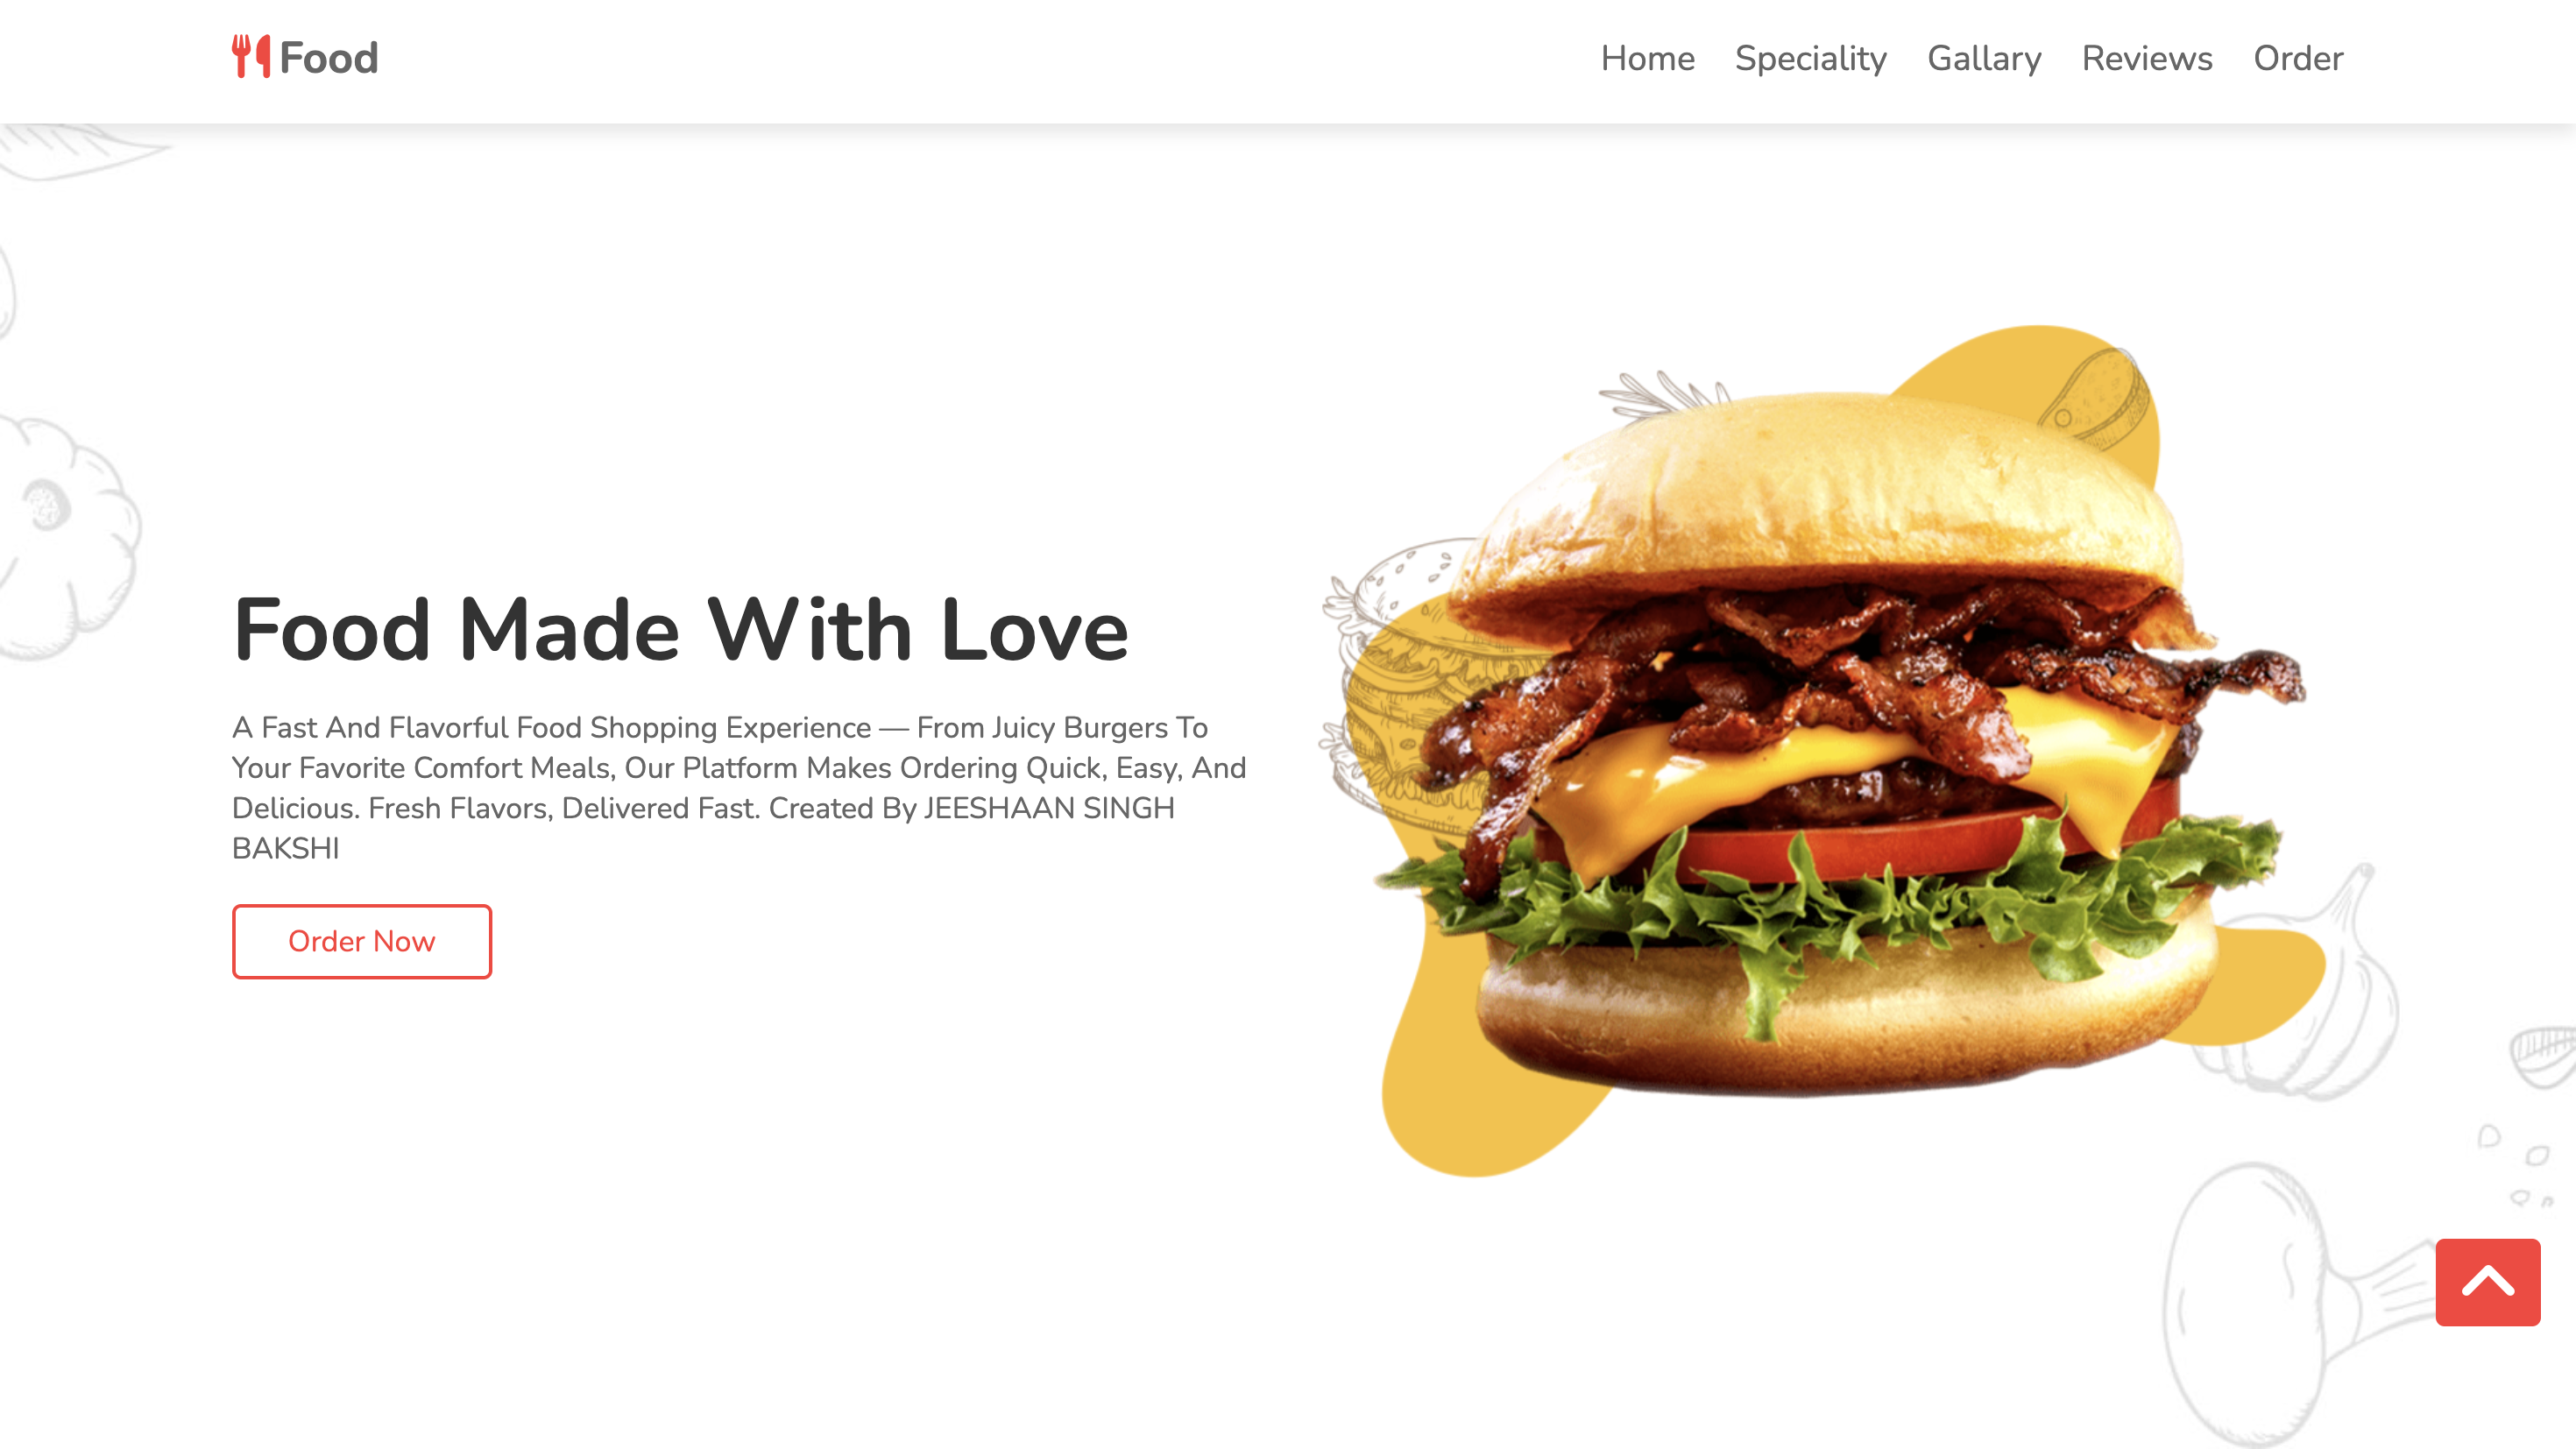 Food
Home Speciality Gallary Reviews Order
Food Made With Love
A Fast And Flavorful Food Shopping Experience — From Juicy Burgers To
Your Favorite Comfort Meals, Our Platform Makes Ordering Quick, Easy, And
Delicious. Fresh Flavors, Delivered Fast. Created By JEESHAAN SINGH
BAKSHI
Order Now